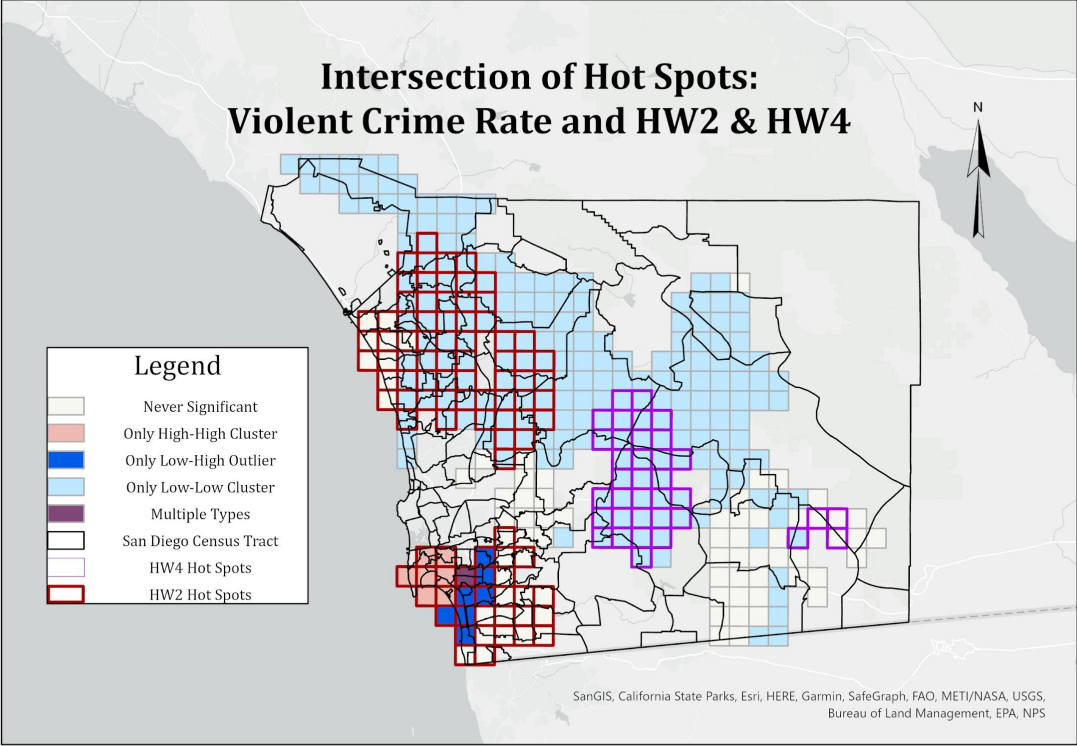 Intersection of Hot Spots:
Violent Crime Rate and HW2 & HW4
N
Legend
Never Significant
Only High-High Cluster
Only Low-High Outlier
Only Low-Low Cluster
Multiple Types
San Diego Census Tract
HW4 Hot Spots
HW2 Hot Spots
SanGIS, California State Parks, Esri, HERE, Garmin, SafeGraph, FAO, METI/NASA, USGS,
Bureau of Land Management, EPA, NPS